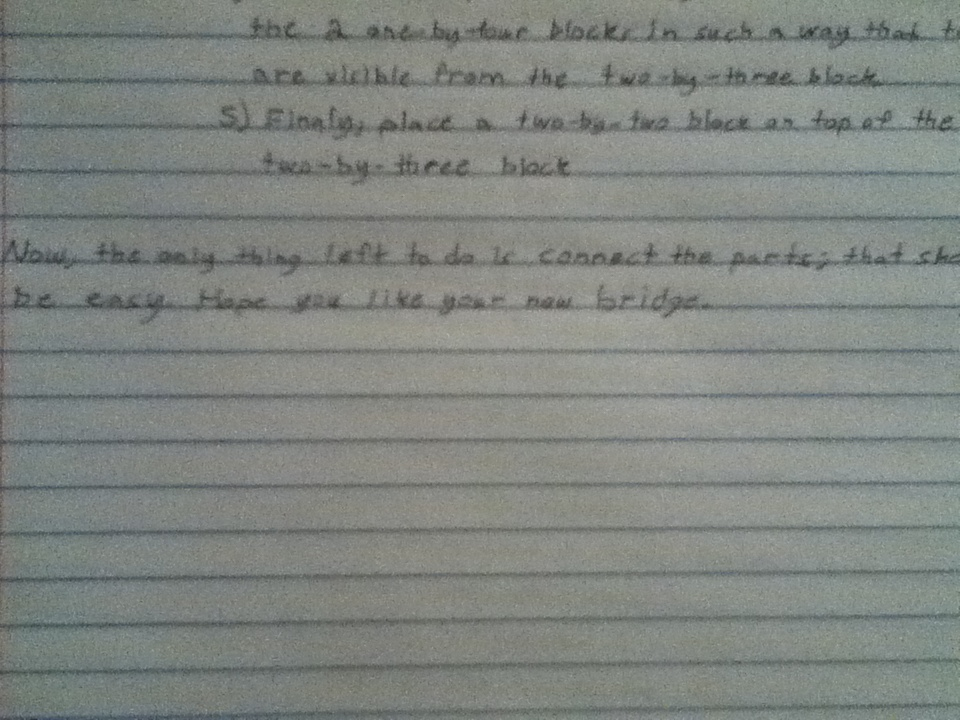 the 2 one-by-four blocks in such a way that
are visible from the two-by-three block
5) Finaly, place a two-by-two block on top of the
two-by-three block
Now, the only thing left to do is connect the parts; that
be easy. Hope you like your new bridge.